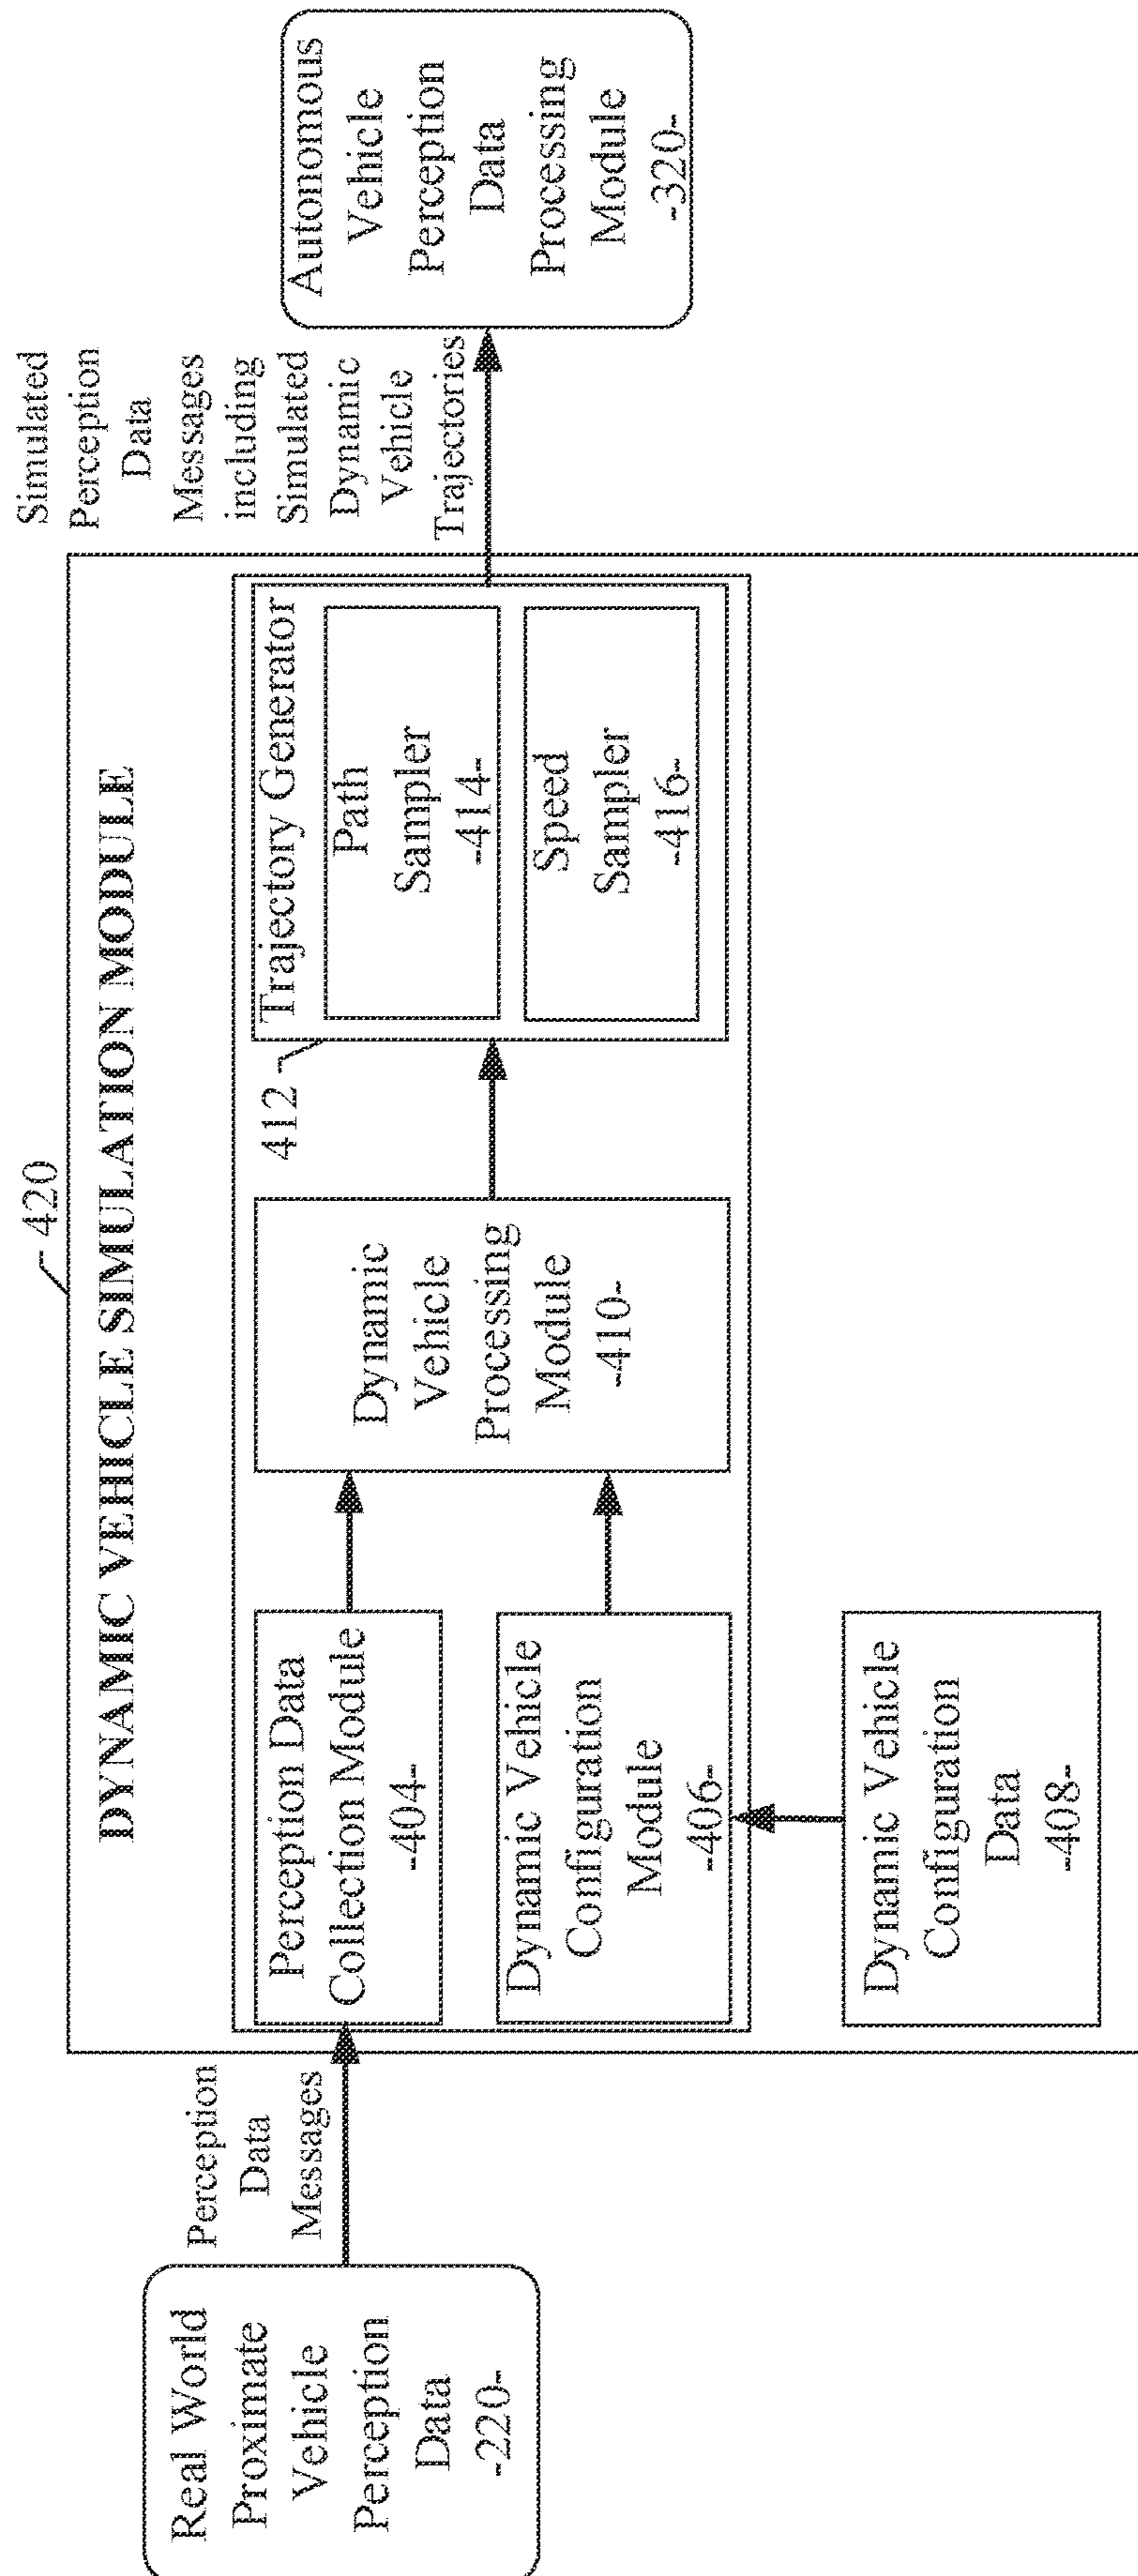 420
DYNAMIC VEHICLE SIMULATION MODULE
Real World
Proximate
Vehicle
Perception
Data
-220-
Perception
Data
Messages
Perception Data
Collection Module
-404-
Dynamic Vehicle
Configuration
Module
-406-
Dynamic Vehicle
Configuration
Data
-408-
Dynamic
Vehicle
Processing
Module
-410-
412
Trajectory Generator
Path
Sampler
-414-
Speed
Sampler
-416-
Simulated
Perception
Data
Messages
including
Simulated
Dynamic
Vehicle
Trajectories
Autonomous
Vehicle
Perception
Data
Processing
Module
-320-